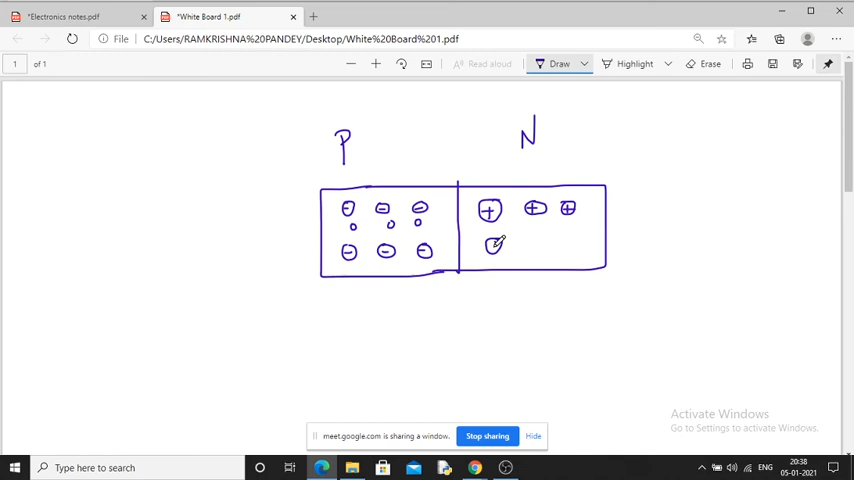 *Electronics notes.pdf
*White Board 1.pdf
File C:/Users/RAMKRISHNA%20PANDEY/Desktop/White%20Board%201.pdf
1 of 1
Read aloud
Draw
Highlight
Erase
P N
- - - + + +
- - -
meet.google.com is sharing a window. Stop sharing Hide
Activate Windows
Go to Settings to activate Windows.
Type here to search
ENG
20:38
05-01-2021